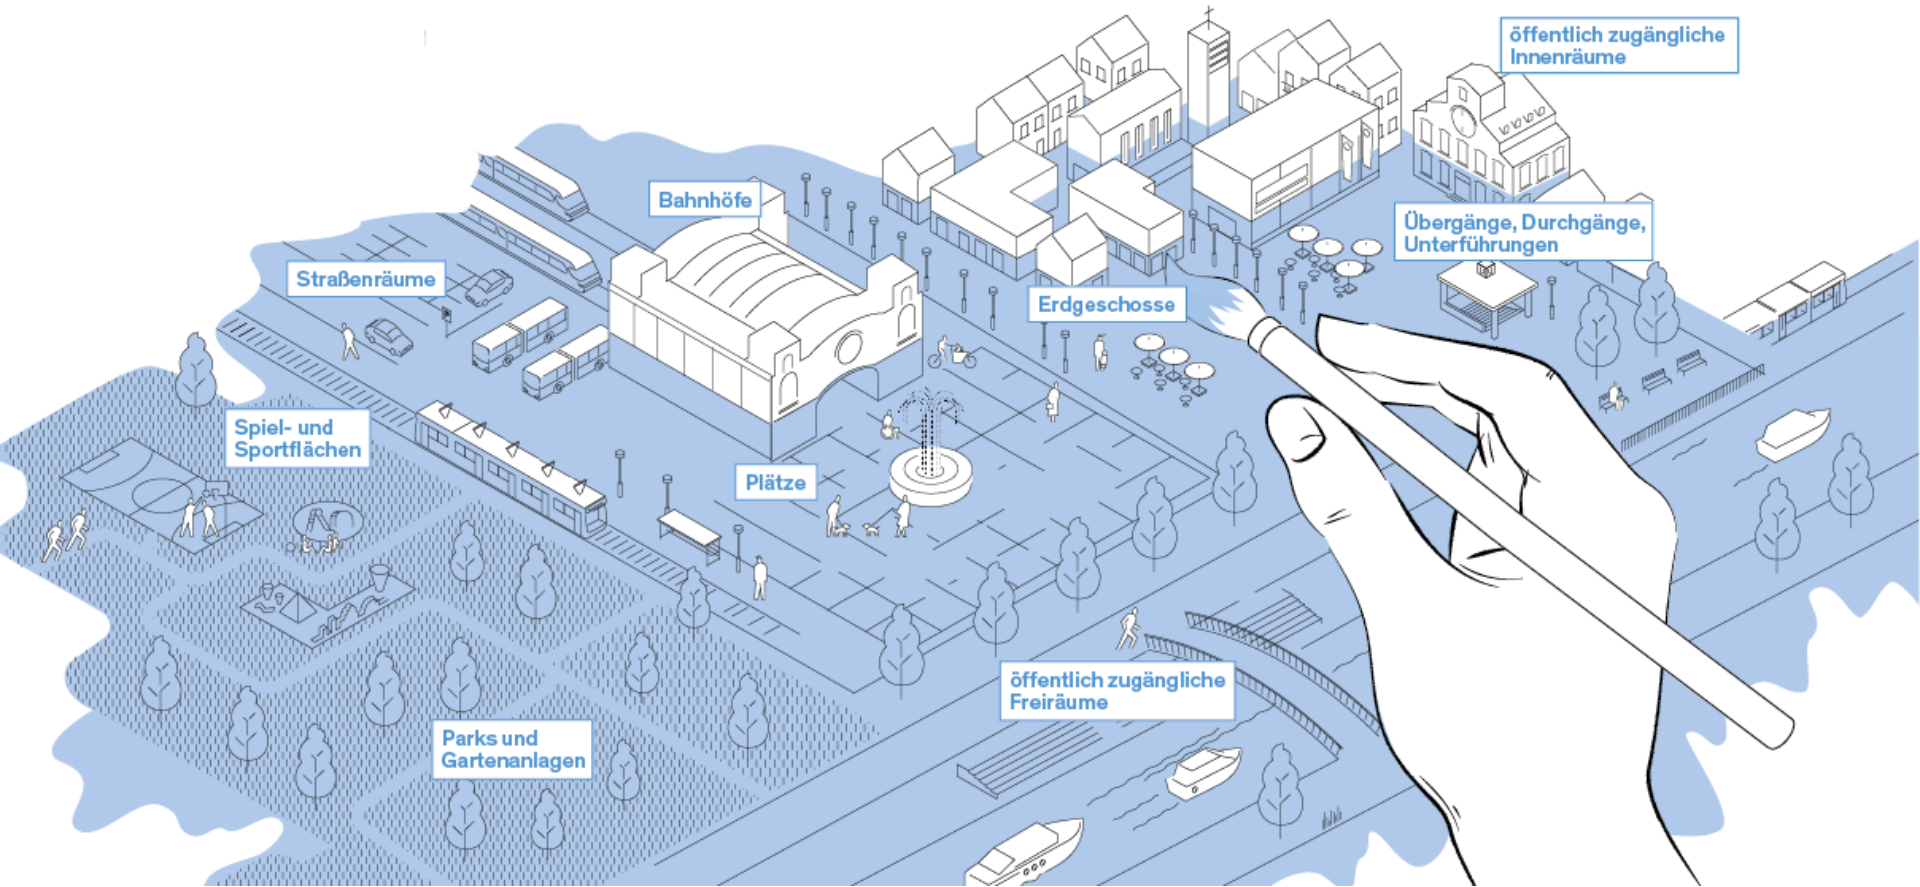 öffentlich zugängliche
Innenräume
Bahnhöfe
Übergänge, Durchgänge,
Unterführungen
Straßenräume
Erdgeschosse
Spiel- und
Sportflächen
Plätze
öffentlich zugängliche
Freiräume
Parks und
Gartenanlagen